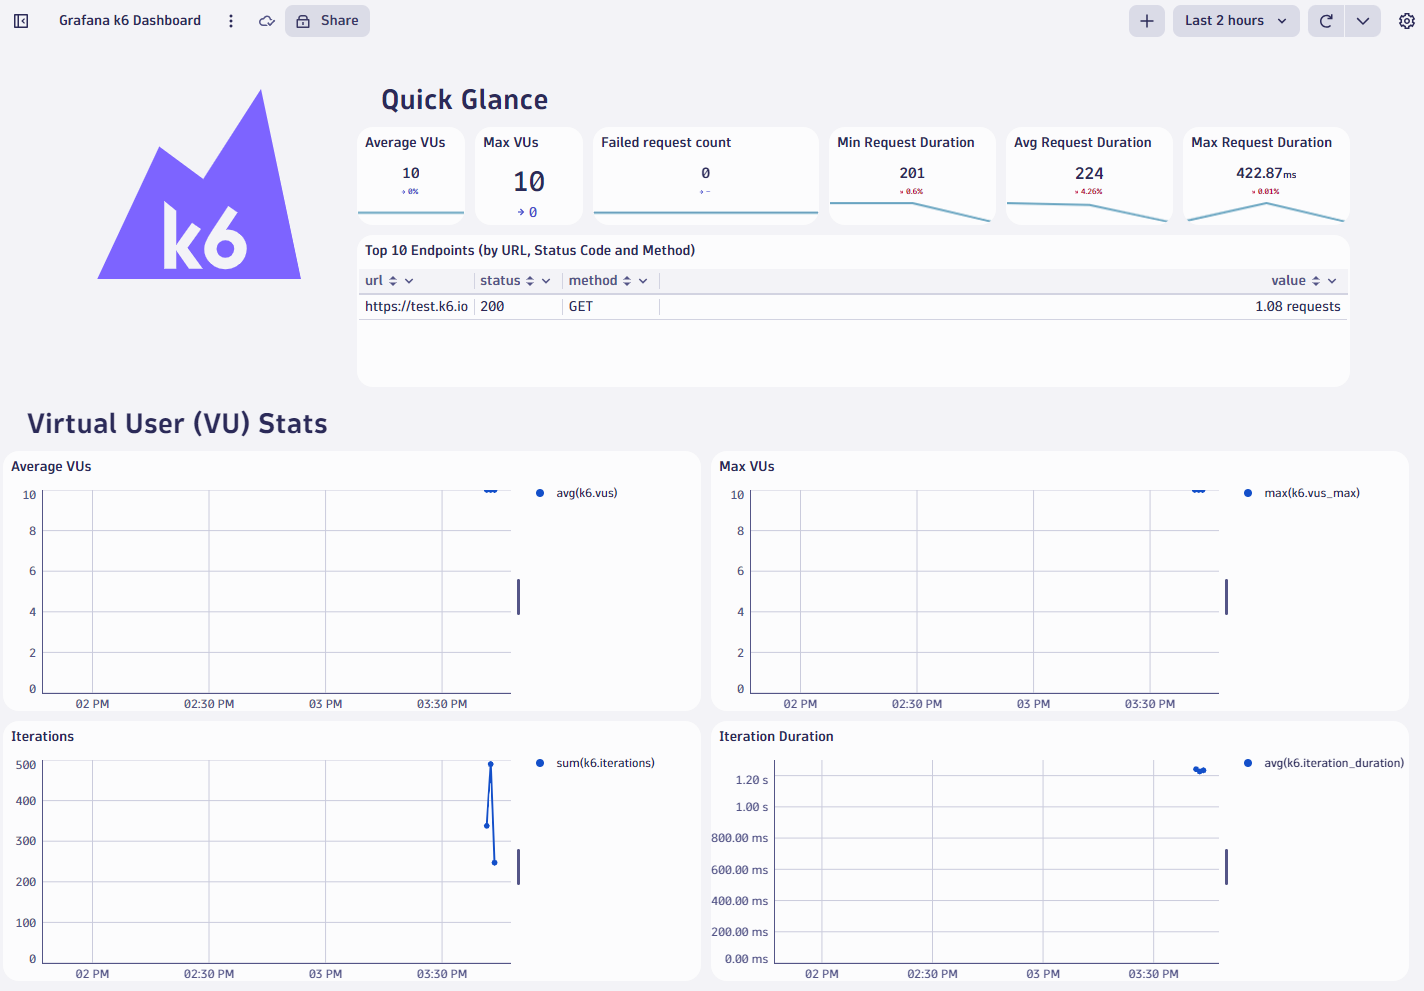 Grafana k6 Dashboard
Share
Last 2 hours
k6
Quick Glance
Average VUs
10
0%
Max VUs
10
0
Failed request count
0
–
Min Request Duration
201
0.6%
Avg Request Duration
224
4.26%
Max Request Duration
422.87ms
0.01%
Top 10 Endpoints (by URL, Status Code and Method)
url status method value
https://test.k6.io 200 GET 1.08 requests
Virtual User (VU) Stats
Average VUs
10
8
6
4
2
0
02 PM 02:30 PM 03 PM 03:30 PM
avg(k6.vus)
Max VUs
10
8
6
4
2
0
02 PM 02:30 PM 03 PM 03:30 PM
max(k6.vus_max)
Iterations
500
400
300
200
100
0
02 PM 02:30 PM 03 PM 03:30 PM
sum(k6.iterations)
Iteration Duration
1.20 s
1.00 s
800.00 ms
600.00 ms
400.00 ms
200.00 ms
0.00 ms
02 PM 02:30 PM 03 PM 03:30 PM
avg(k6.iteration_duration)